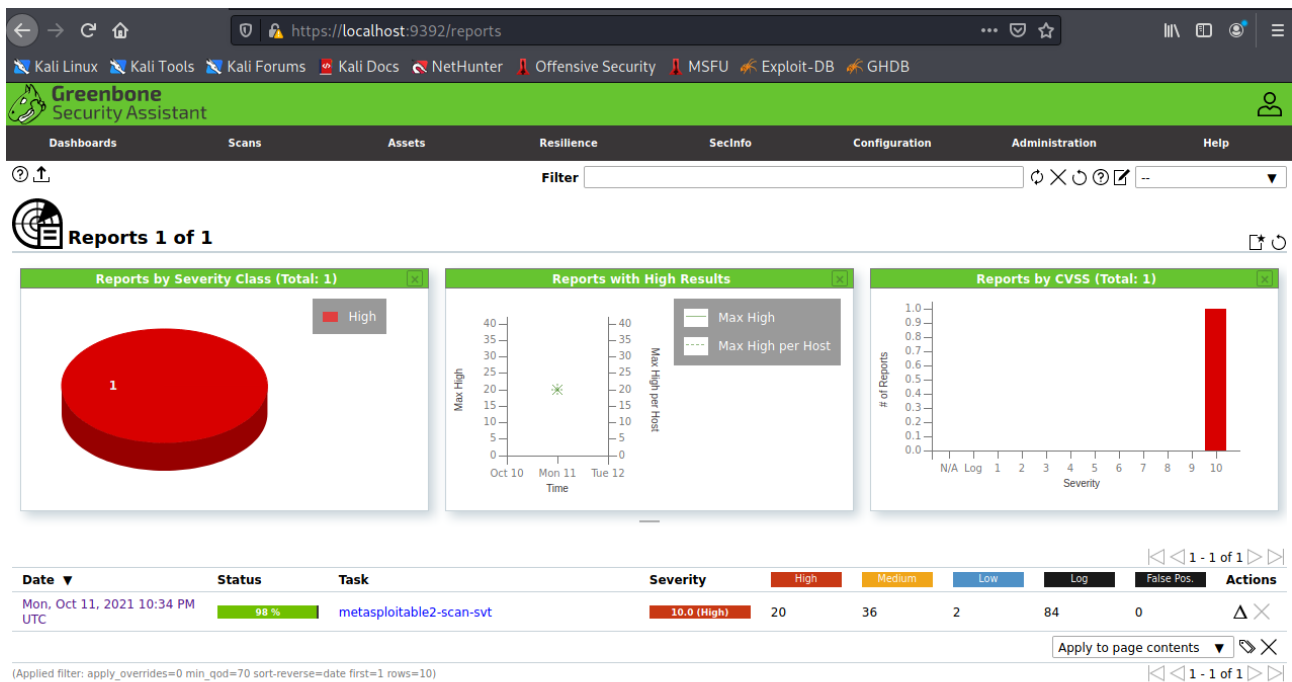 https://localhost:9392/reports
Kali Linux Kali Tools Kali Forums Kali Docs NetHunter Offensive Security MSFU Exploit-DB GHDB
Greenbone
Security Assistant
Dashboards Scans Assets Resilience SecInfo Configuration Administration Help
Filter --
Reports 1 of 1
Reports by Severity Class (Total: 1)
High
1
Reports with High Results
Max High
Max High per Host
40 40
35 35
30 30
25 25
20 20
15 15
10 10
5 5
0 0
Max High
Max High per Host
Oct 10 Mon 11 Tue 12
Time
Reports by CVSS (Total: 1)
1.0
0.9
0.8
0.7
0.6
0.5
0.4
0.3
0.2
0.1
0.0
# of Reports
N/A Log 1 2 3 4 5 6 7 8 9 10
Severity
1 - 1 of 1
Date ▼ Status Task Severity High Medium Low Log False Pos. Actions
Mon, Oct 11, 2021 10:34 PM UTC 98 % metasploitable2-scan-svt 10.0 (High) 20 36 2 84 0
Apply to page contents ▼
(Applied filter: apply_overrides=0 min_qod=70 sort-reverse=date first=1 rows=10)
1 - 1 of 1